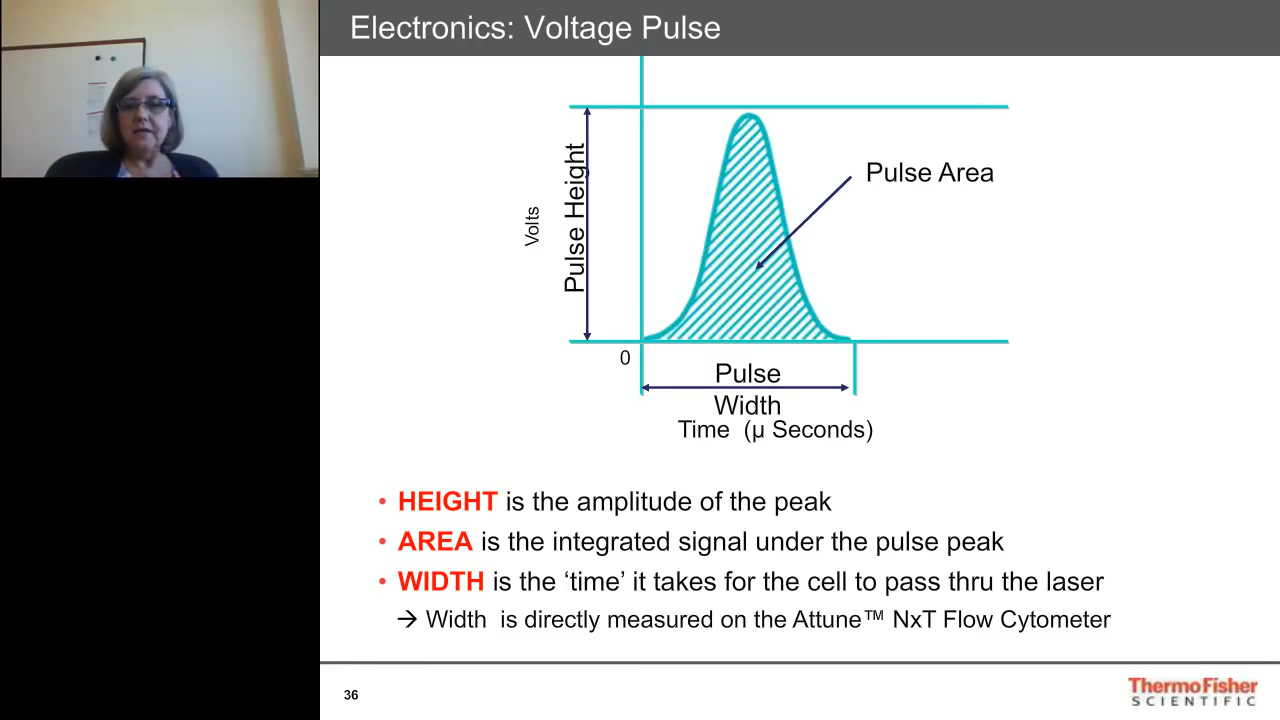 Electronics: Voltage Pulse
Pulse Height
Volts
Pulse Area
0
Pulse
Width
Time (µ Seconds)
• HEIGHT is the amplitude of the peak
• AREA is the integrated signal under the pulse peak
• WIDTH is the ‘time’ it takes for the cell to pass thru the laser
→ Width is directly measured on the Attune™ NxT Flow Cytometer
36
ThermoFisher
SCIENTIFIC